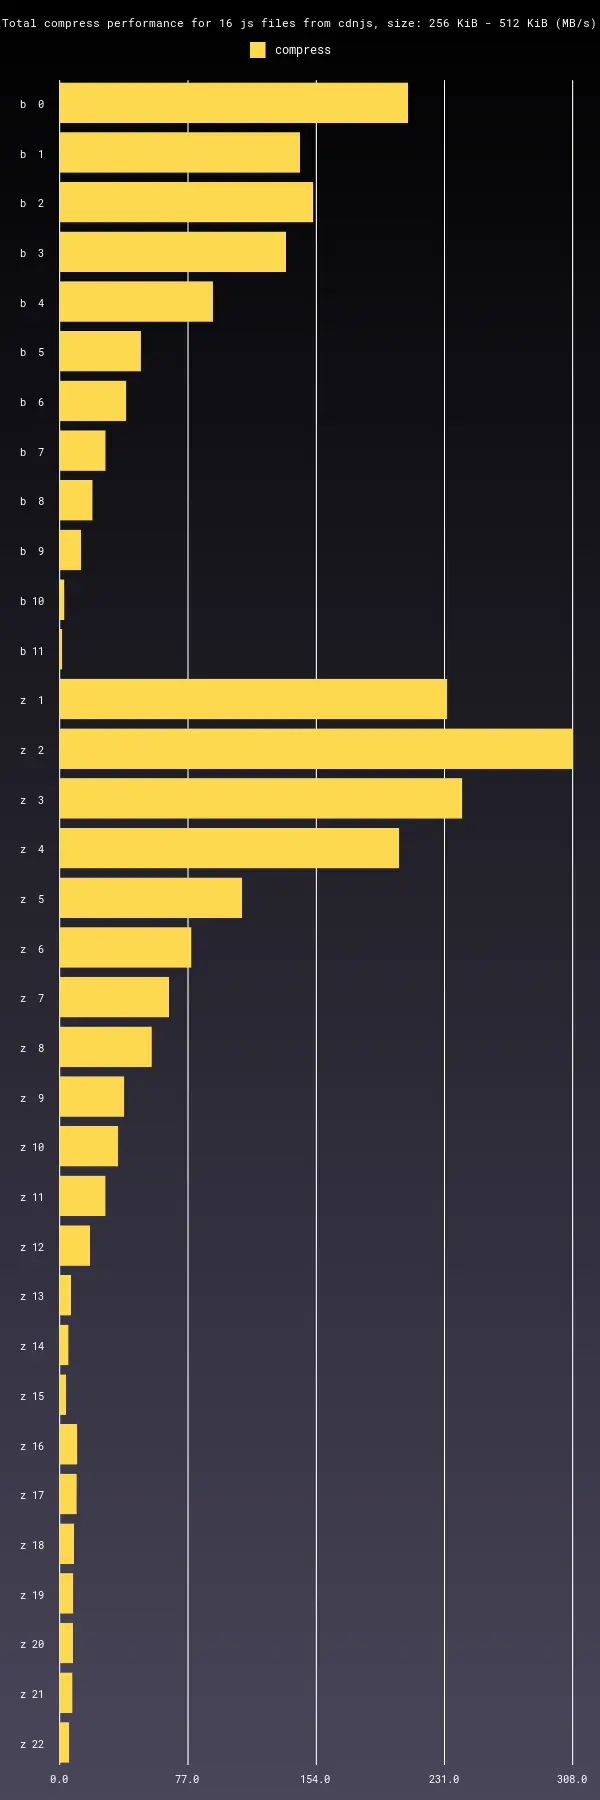 Total compress performance for 16 js files from cdnjs, size: 256 KiB - 512 KiB (MB/s)
compress
b 0
b 1
b 2
b 3
b 4
b 5
b 6
b 7
b 8
b 9
b 10
b 11
z 1
z 2
z 3
z 4
z 5
z 6
z 7
z 8
z 9
z 10
z 11
z 12
z 13
z 14
z 15
z 16
z 17
z 18
z 19
z 20
z 21
z 22
0.0 77.0 154.0 231.0 308.0